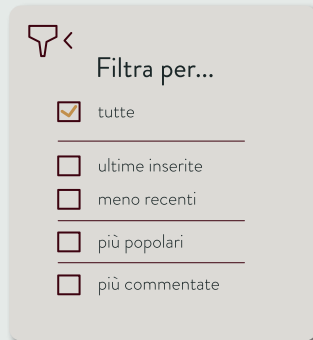 Filtra per...
tutte
ultime inserite
meno recenti
più popolari
più commentate